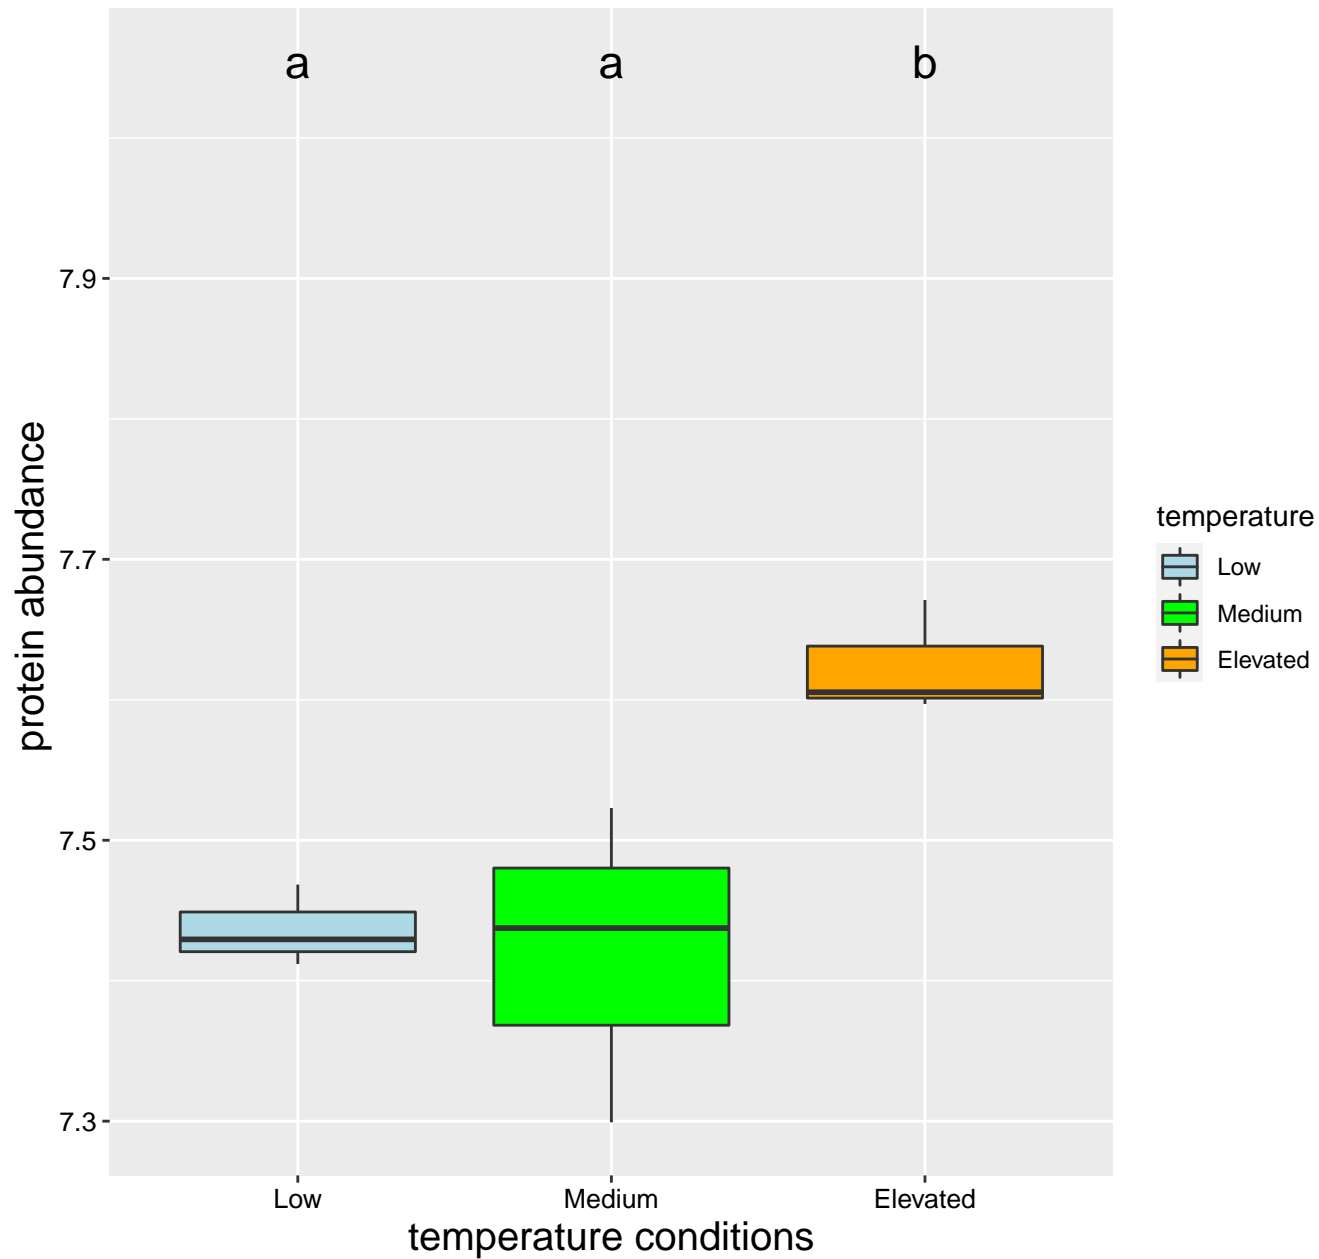 a a b
7.9
7.7
7.5
7.3
protein abundance
Low Medium Elevated
temperature conditions
temperature
Low
Medium
Elevated